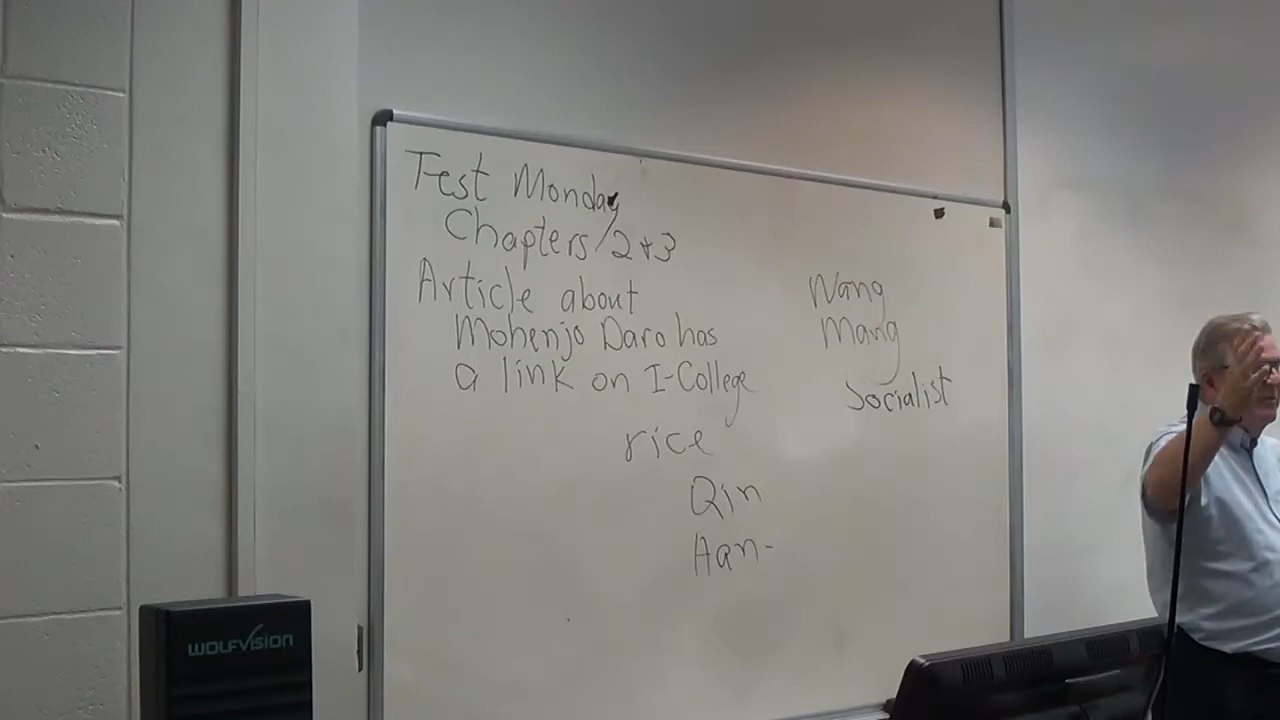 Test Monday
Chapters 1, 2 + 3
Article about
Mohenjo Daro has
a link on I-College
rice
Qin
Han-
Wang
Mang
Socialist
WOLFVISION